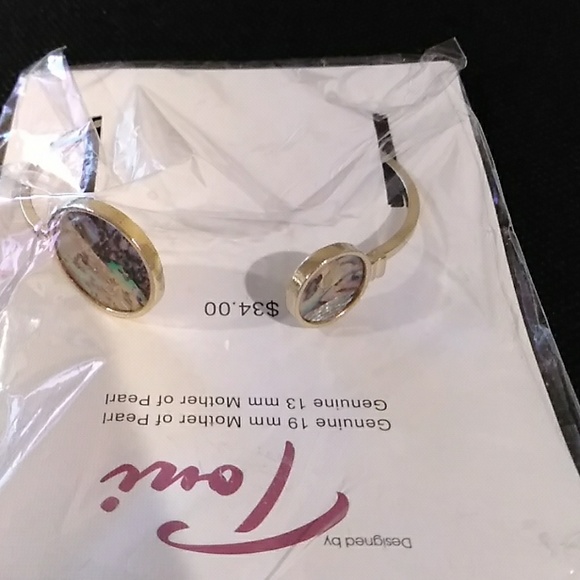 Designed by
Toni
Genuine 19 mm Mother of Pearl
Genuine 13 mm Mother of Pearl
$34.00